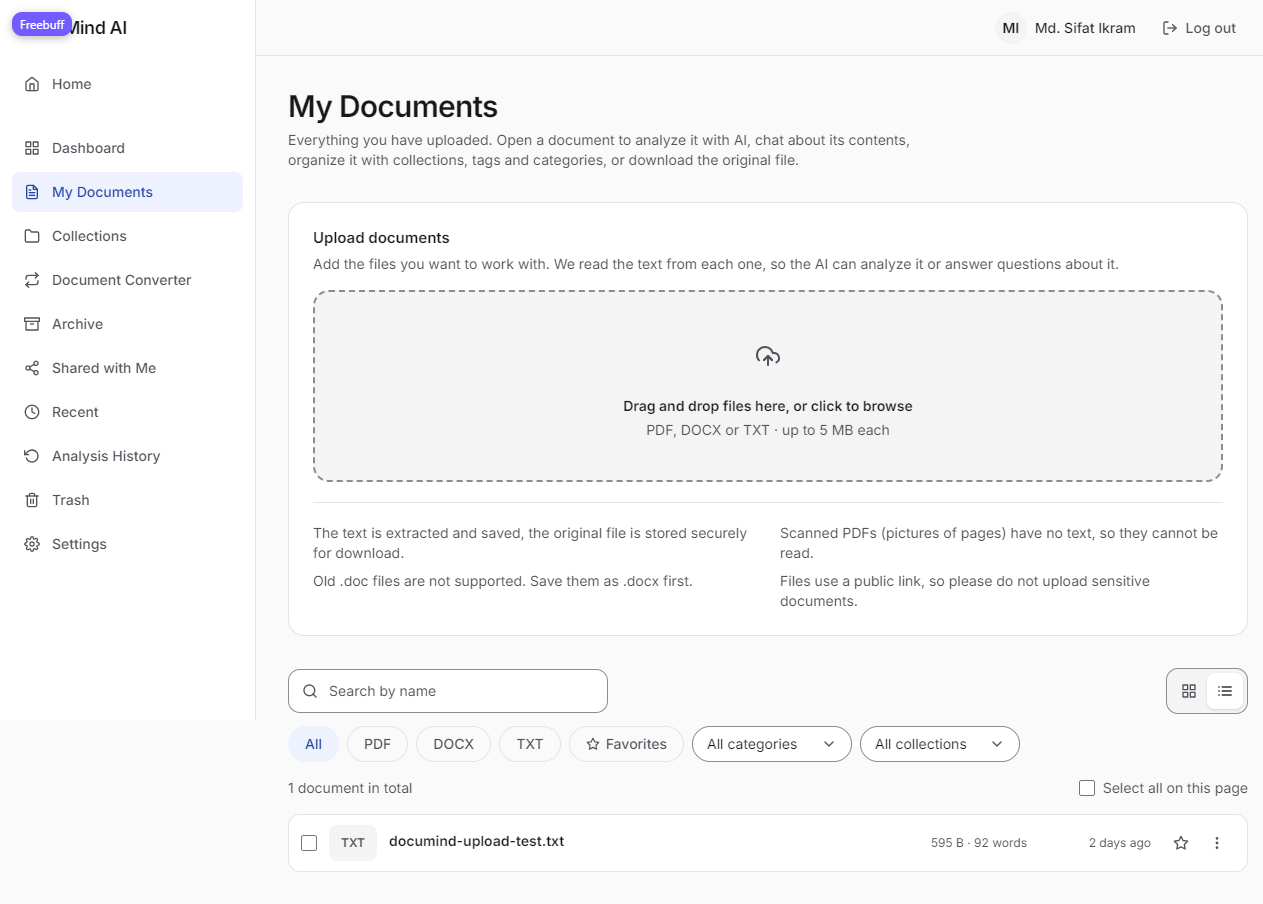 Freebuff
Mind AI
MI
Md. Sifat Ikram
Log out
Home
Dashboard
My Documents
Collections
Document Converter
Archive
Shared with Me
Recent
Analysis History
Trash
Settings
My Documents
Everything you have uploaded. Open a document to analyze it with AI, chat about its contents,
organize it with collections, tags and categories, or download the original file.
Upload documents
Add the files you want to work with. We read the text from each one, so the AI can analyze it or answer questions about it.
Drag and drop files here, or click to browse
PDF, DOCX or TXT · up to 5 MB each
The text is extracted and saved, the original file is stored securely
for download.
Old .doc files are not supported. Save them as .docx first.
Scanned PDFs (pictures of pages) have no text, so they cannot be
read.
Files use a public link, so please do not upload sensitive
documents.
Search by name
All
PDF
DOCX
TXT
Favorites
All categories
All collections
1 document in total
Select all on this page
TXT
documind-upload-test.txt
595 B · 92 words
2 days ago